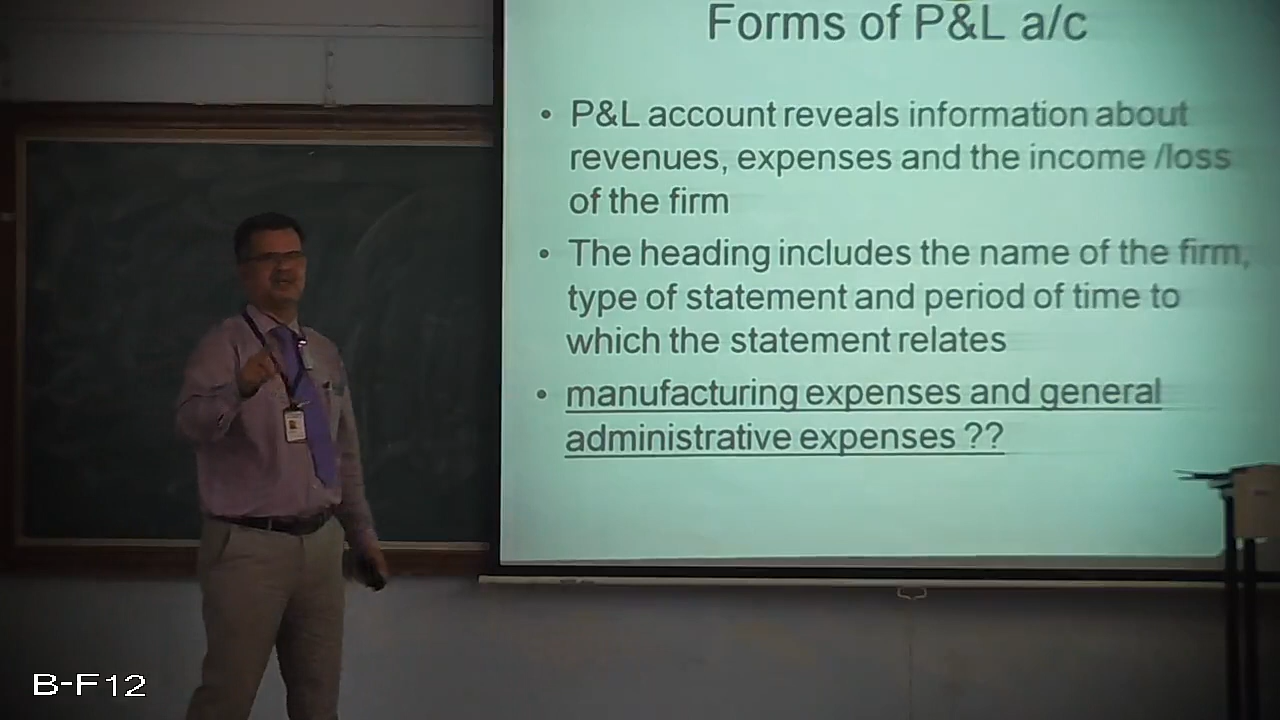 Forms of P&L a/c
• P&L account reveals information about
revenues, expenses and the income /loss
of the firm
• The heading includes the name of the firm,
type of statement and period of time to
which the statement relates
• manufacturing expenses and general
administrative expenses ??
B-F12